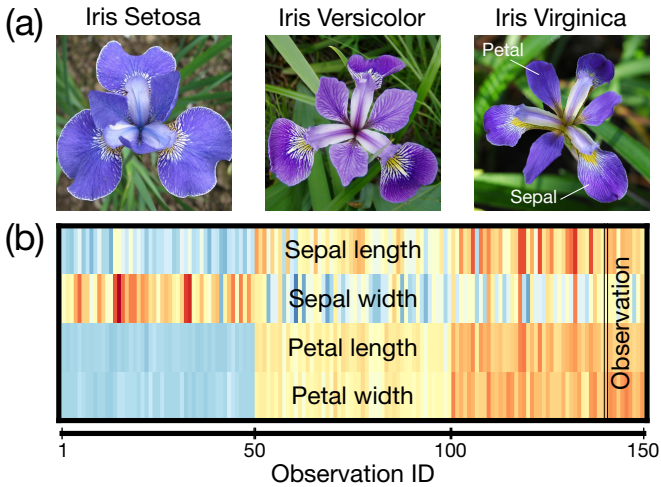 (a)
Iris Setosa
Iris Versicolor
Iris Virginica
Petal
Sepal
(b)
Sepal length
Sepal width
Petal length
Petal width
Observation
1
50
100
150
Observation ID